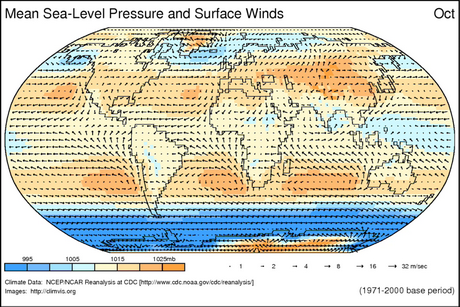 Mean Sea-Level Pressure and Surface Winds Oct
995 1005 1015 1025mb
1 2 4 8 16 32 m/sec
Climate Data: NCEP/NCAR Reanalysis at CDC [http://www.cdc.noaa.gov/cdc/reanalysis/]
Images: http://climvis.org (1971-2000 base period)